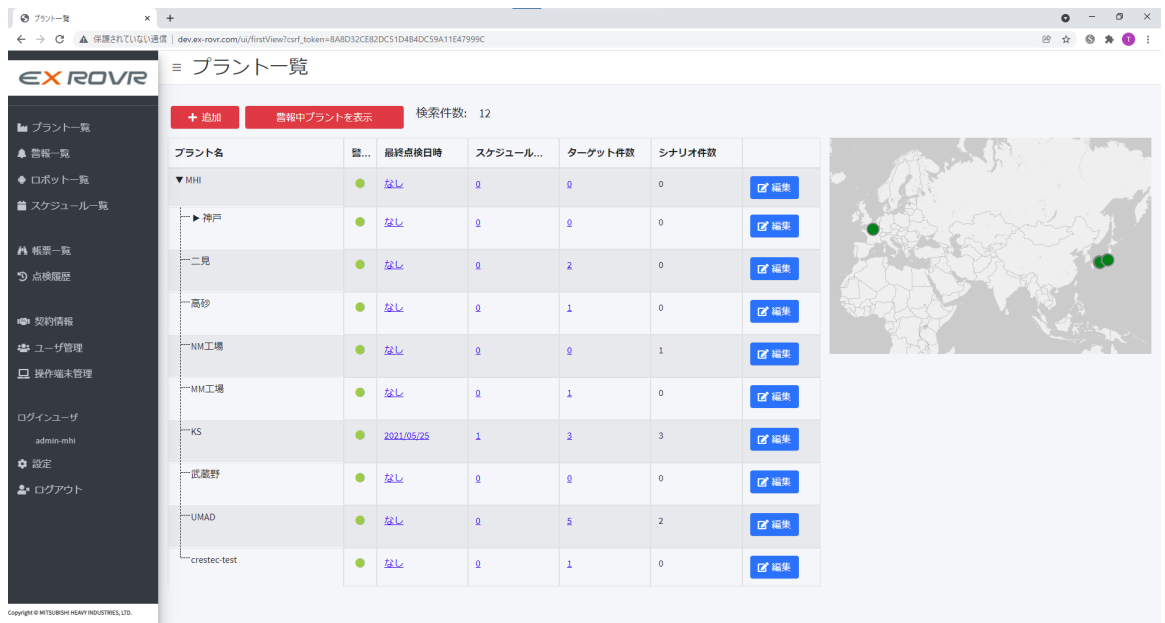 プラント一覧
保護されていない通信 | dev.ex-rovr.com/ui/firstView?csrf_token=8A8D32CE82DC51D4B4DC59A11E47999C
S
T
EX ROVR
プラント一覧
プラント一覧
警報一覧
ロボット一覧
スケジュール一覧
帳票一覧
点検履歴
契約情報
ユーザ管理
操作端末管理
ログインユーザ
admin-mhi
設定
ログアウト
Copyright © MITSUBISHI HEAVY INDUSTRIES, LTD.
追加 警報中プラントを表示 検索件数: 12
プラント名 警... 最終点検日時 スケジュール... ターゲット件数 シナリオ件数
▼ MHI なし 0 0 0 編集
▶ 神戸 なし 0 0 0 編集
二見 なし 0 2 0 編集
高砂 なし 0 1 0 編集
NM工場 なし 0 0 1 編集
MM工場 なし 0 1 0 編集
KS 2021/05/25 1 3 3 編集
武蔵野 なし 0 0 0 編集
UMAD なし 0 5 2 編集
crestec-test なし 0 1 0 編集